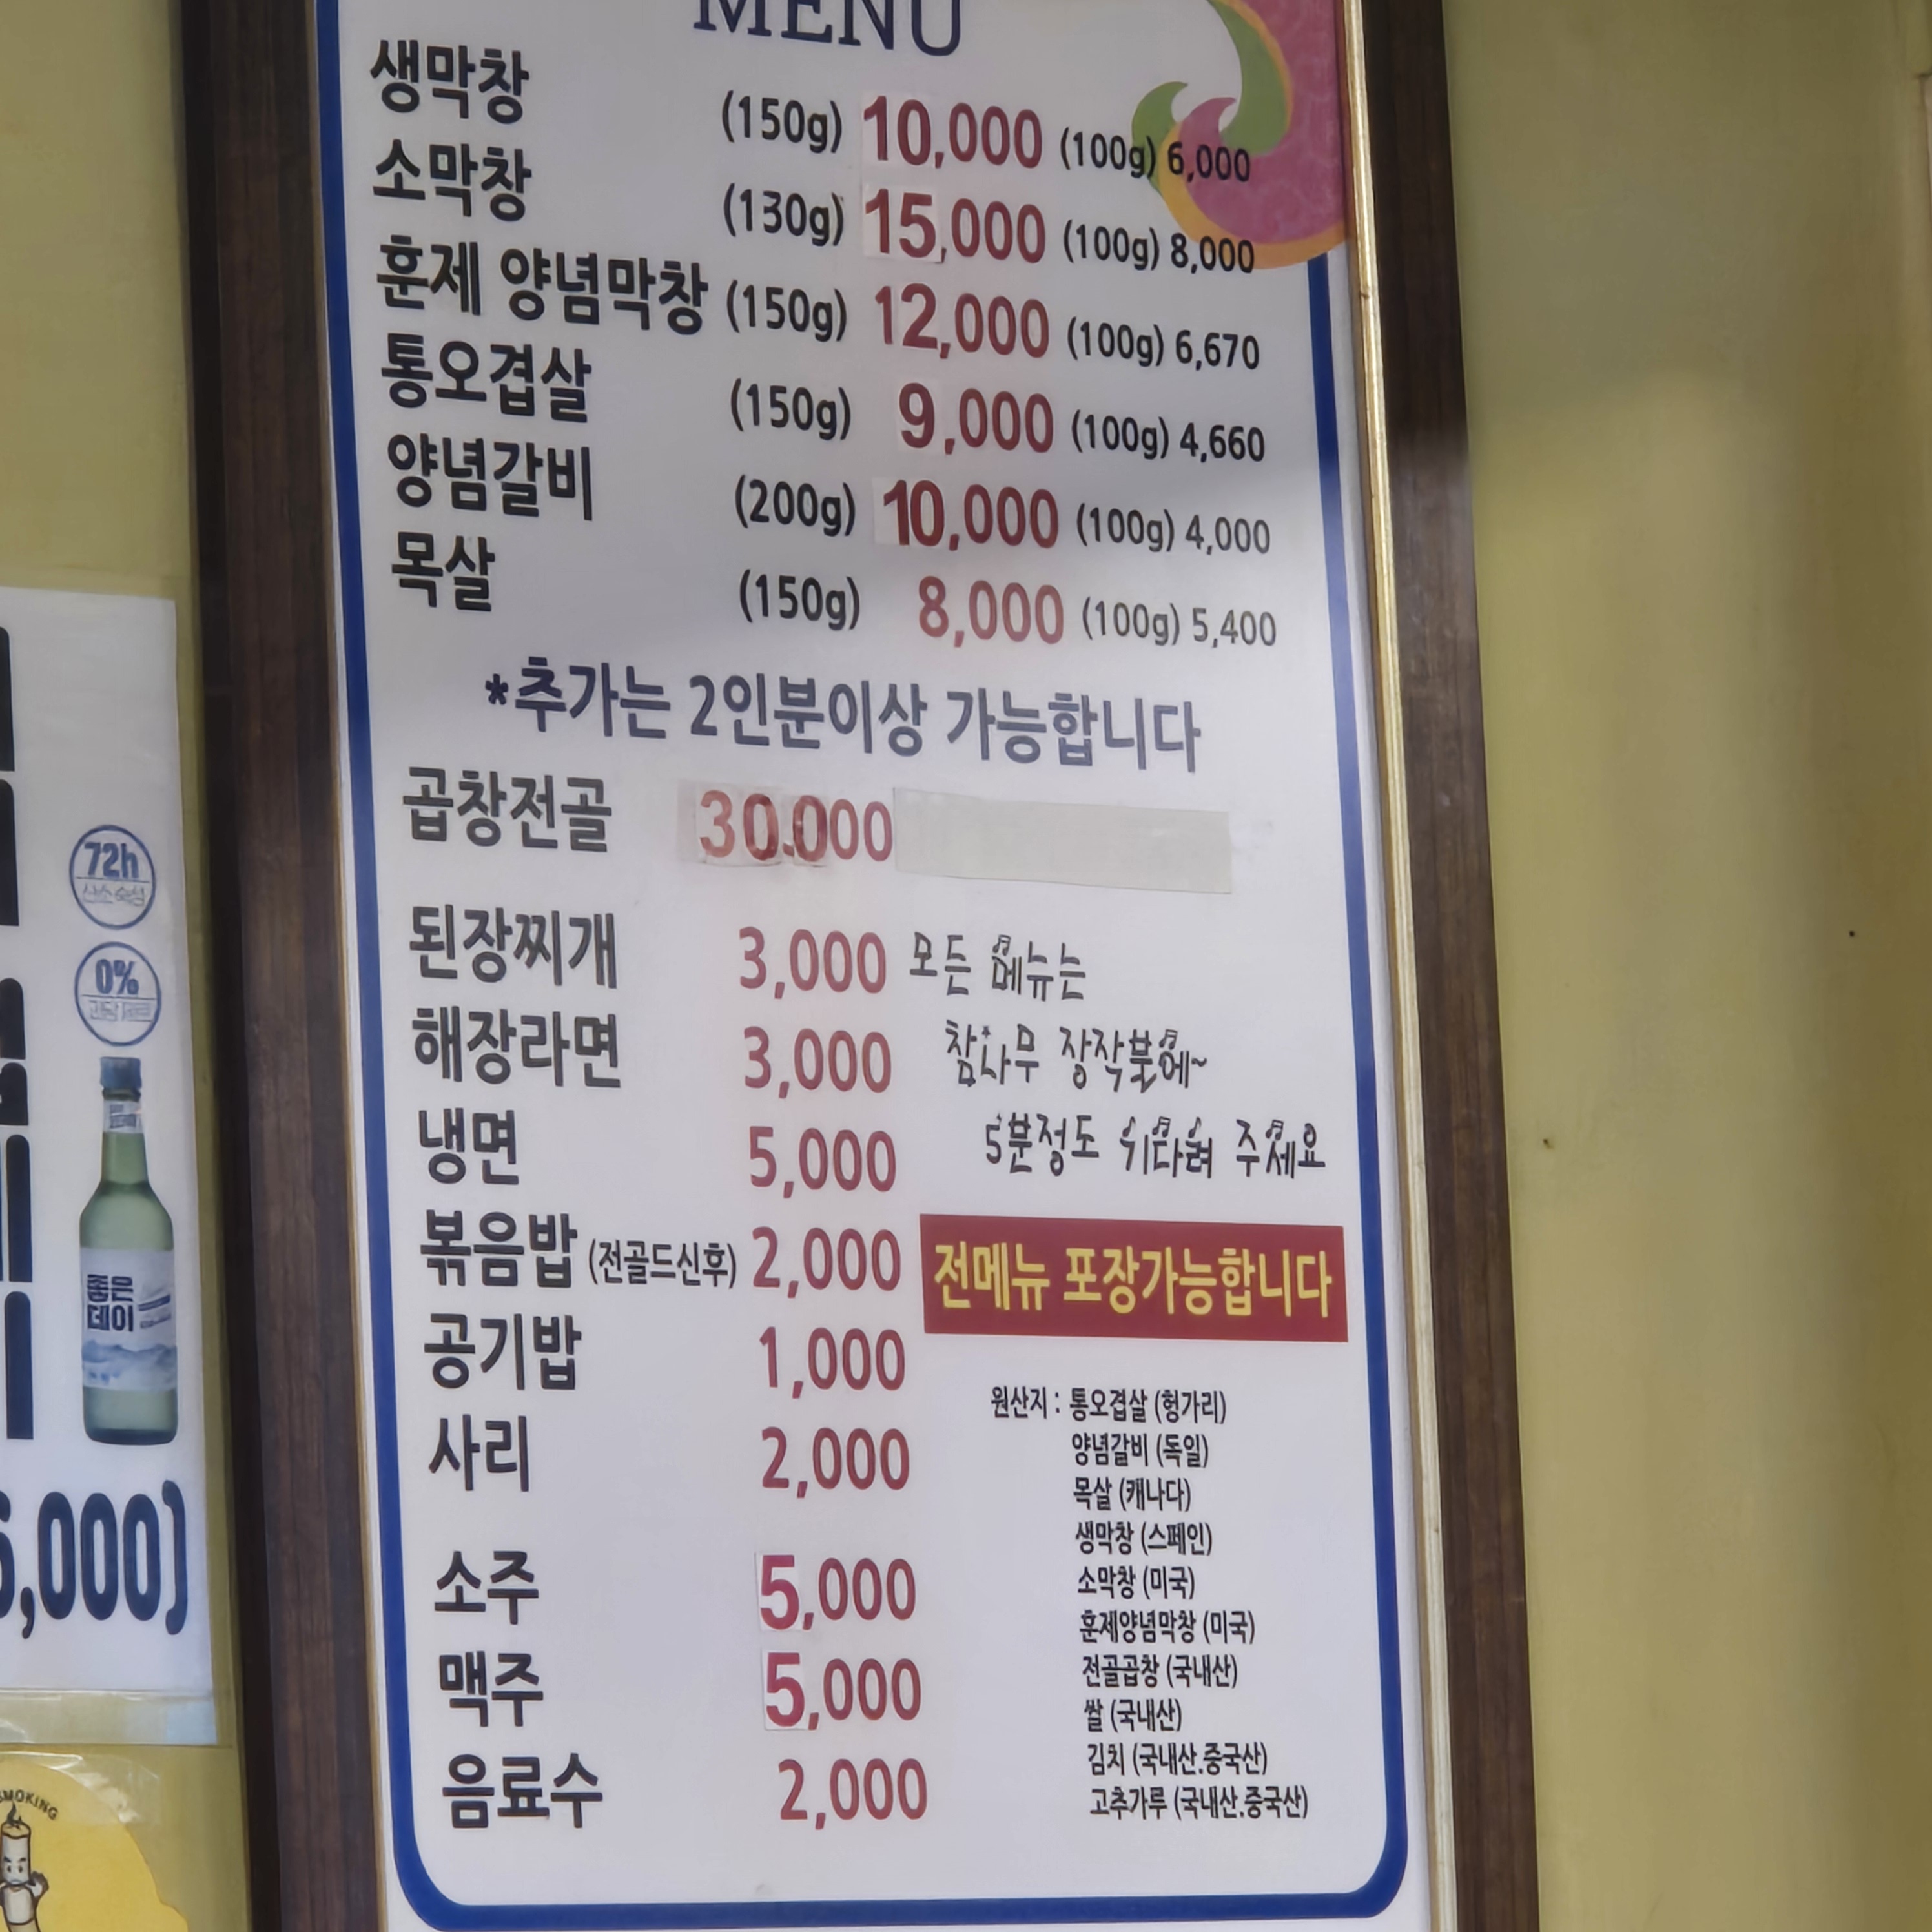 MENU
생막창 (150g) 10,000 (100g) 6,000
소막창 (130g) 15,000 (100g) 8,000
훈제 양념막창 (150g) 12,000 (100g) 6,670
통오겹살 (150g) 9,000 (100g) 4,660
양념갈비 (200g) 10,000 (100g) 4,000
목살 (150g) 8,000 (100g) 5,400
*추가는 2인분이상 가능합니다
곱창전골 30.000
된장찌개 3,000
해장라면 3,000
냉면 5,000
볶음밥 (전골드신후) 2,000
공기밥 1,000
사리 2,000
소주 5,000
맥주 5,000
음료수 2,000
모든 메뉴는
참나무 장작불에~
5분정도 기다려 주세요
전메뉴 포장가능합니다
원산지 : 통오겹살 (헝가리)
양념갈비 (독일)
목살 (캐나다)
생막창 (스페인)
소막창 (미국)
훈제양념막창 (미국)
전골곱창 (국내산)
쌀 (국내산)
김치 (국내산.중국산)
고추가루 (국내산.중국산)
72h
산소숙성
0%
좋은
데이
,000)
SMOKING